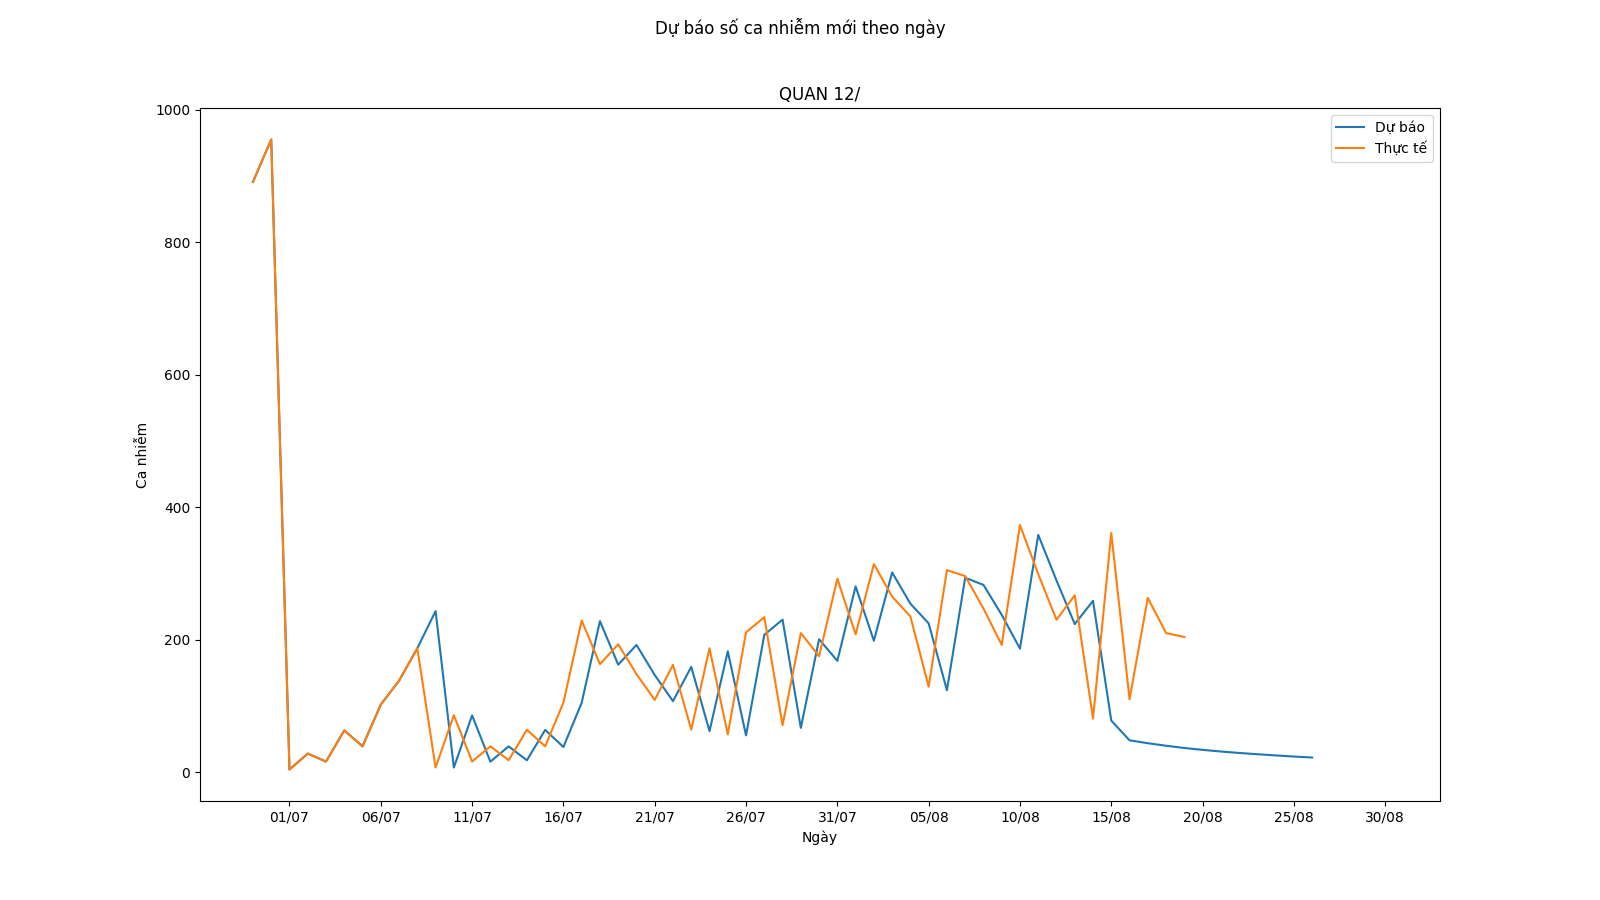 Dự báo số ca nhiễm mới theo ngày
QUAN 12/
Dự báo
Thực tế
1000
800
600
400
200
0
Ca nhiễm
01/07 06/07 11/07 16/07 21/07 26/07 31/07 05/08 10/08 15/08 20/08 25/08 30/08
Ngày